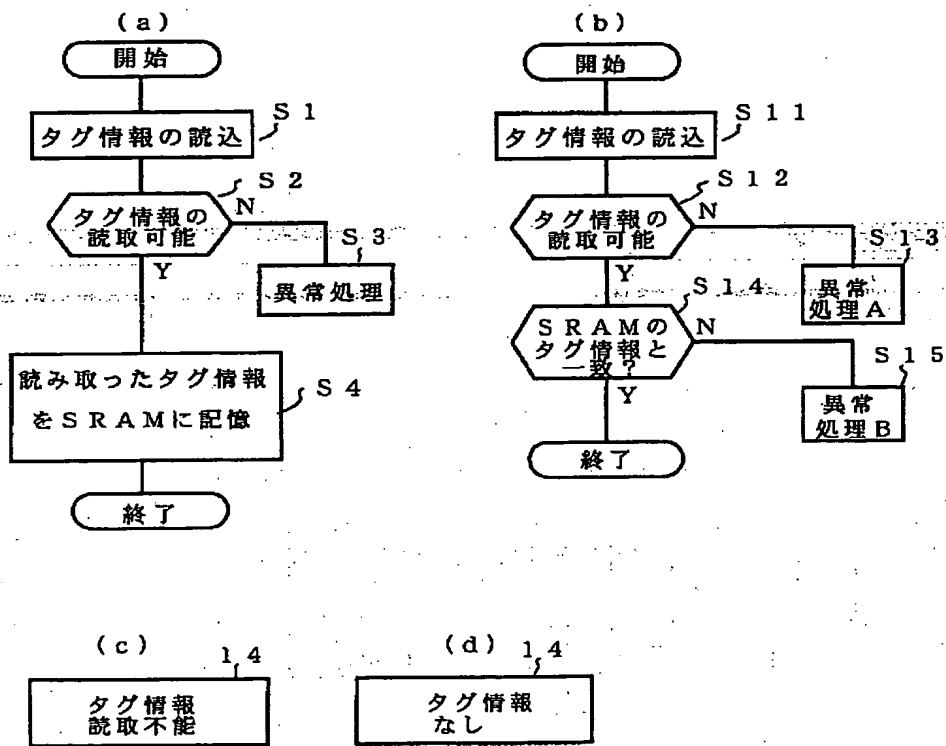 (a)
開始
タグ情報の読込
S1
タグ情報の
読取可能
S2
N
S3
異常処理
Y
読み取ったタグ情報
をSRAMに記憶
S4
終了
(b)
開始
タグ情報の読込
S11
タグ情報の
読取可能
S12
N
S13
異常
処理A
Y
SRAMの
タグ情報と
一致?
S14
N
S15
異常
処理B
Y
終了
(c)
14
タグ情報
読取不能
(d)
14
タグ情報
なし